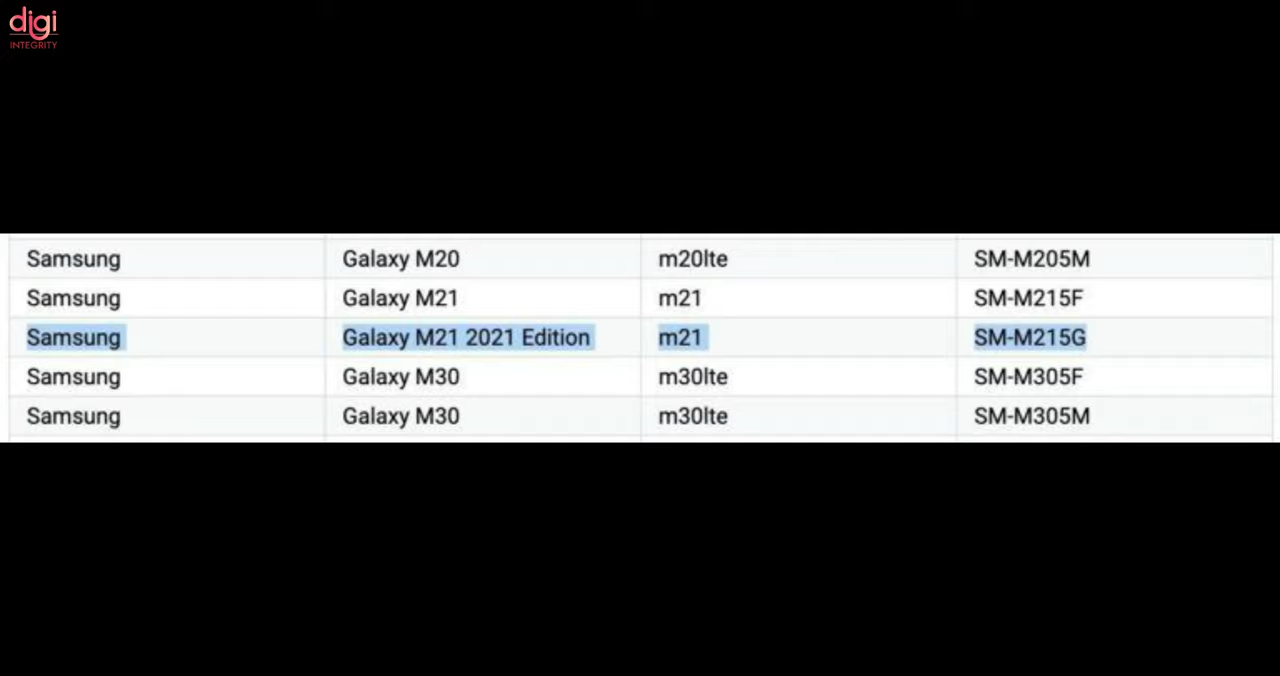 digi
INTEGRITY
Samsung Galaxy M20 m20lte SM-M205M
Samsung Galaxy M21 m21 SM-M215F
Samsung Galaxy M21 2021 Edition m21 SM-M215G
Samsung Galaxy M30 m30lte SM-M305F
Samsung Galaxy M30 m30lte SM-M305M